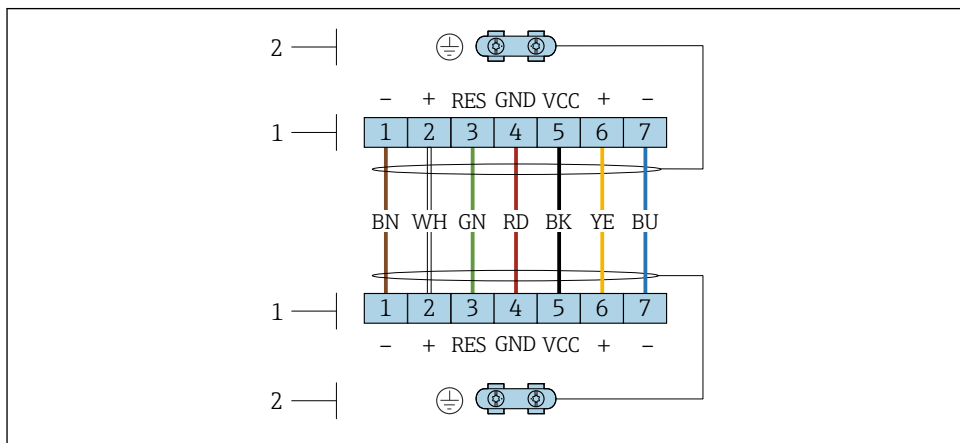 2
− + RES GND VCC + −
1 1 2 3 4 5 6 7
BN WH GN RD BK YE BU
1 1 2 3 4 5 6 7
− + RES GND VCC + −
2